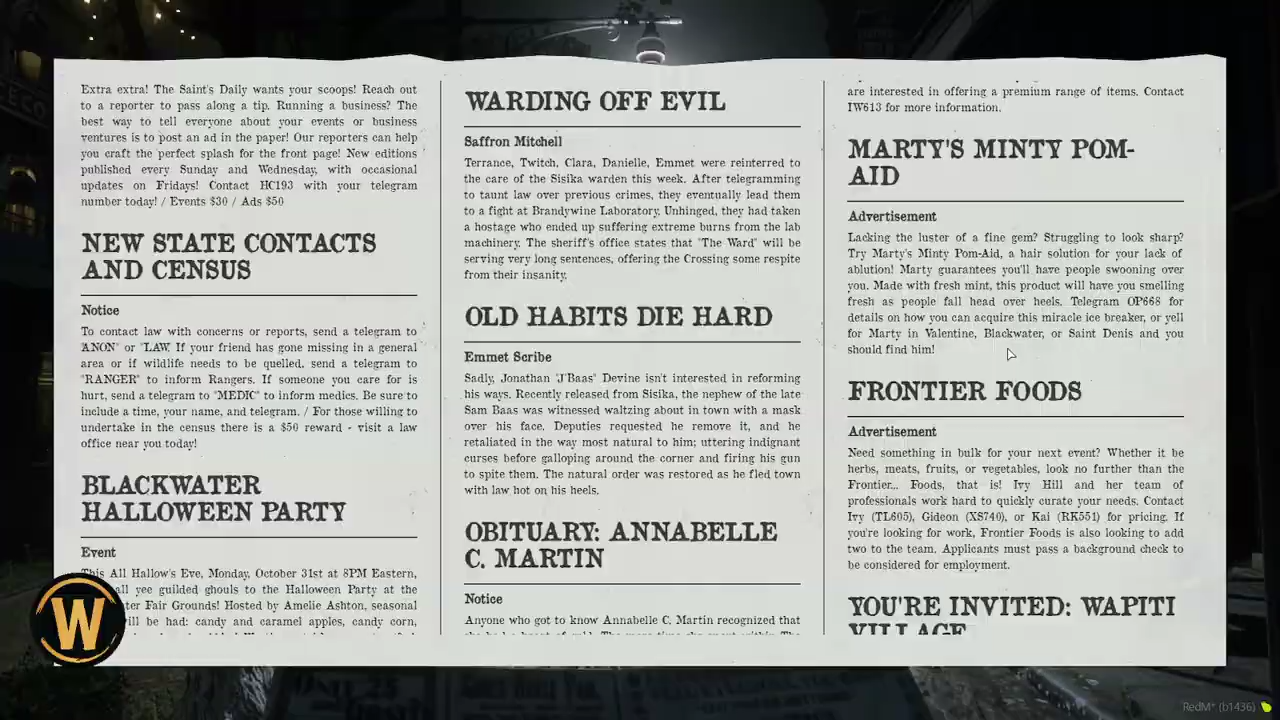 Extra extra! The Saint's Daily wants your scoops! Reach out
to a reporter to pass along a tip. Running a business? The
best way to tell everyone about your events or business
ventures is to post an ad in the paper! Our reporters can help
you craft the perfect splash for the front page! New editions
published every Sunday and Wednesday, with occasional
updates on Fridays! Contact HC193 with your telegram
number today! / Events $30 / Ads $50
NEW STATE CONTACTS
AND CENSUS
Notice
To contact law with concerns or reports, send a telegram to
"ANON" or "LAW. If your friend has gone missing in a general
area or if wildlife needs to be quelled, send a telegram to
"RANGER" to inform Rangers. If someone you care for is
hurt, send a telegram to "MEDIC" to inform medics. Be sure to
include a time, your name, and telegram. / For those willing to
undertake in the census there is a $50 reward - visit a law
office near you today!
BLACKWATER
HALLOWEEN PARTY
Event
This All Hallow's Eve, Monday, October 31st at 8PM Eastern,
all yee guilded ghouls to the Halloween Party at the
ter Fair Grounds! Hosted by Amelie Ashton, seasonal
will be had: candy and caramel apples, candy corn,
WARDING OFF EVIL
Saffron Mitchell
Terrance, Twitch, Clara, Danielle, Emmet were reinterred to
the care of the Sisika warden this week. After telegramming
to taunt law over previous crimes, they eventually lead them
to a fight at Brandywine Laboratory. Unhinged, they had taken
a hostage who ended up suffering extreme burns from the lab
machinery. The sheriff's office states that "The Ward" will be
serving very long sentences, offering the Crossing some respite
from their insanity.
OLD HABITS DIE HARD
Emmet Scribe
Sadly, Jonathan "J'Baas" Devine isn't interested in reforming
his ways. Recently released from Sisika, the nephew of the late
Sam Baas was witnessed waltzing about in town with a mask
over his face. Deputies requested he remove it, and he
retaliated in the way most natural to him; uttering indignant
curses before galloping around the corner and firing his gun
to spite them. The natural order was restored as he fled town
with law hot on his heels.
OBITUARY: ANNABELLE
C. MARTIN
Notice
Anyone who got to know Annabelle C. Martin recognized that
are interested in offering a premium range of items. Contact
IW613 for more information.
MARTY'S MINTY POM-
AID
Advertisement
Lacking the luster of a fine gem? Struggling to look sharp?
Try Marty's Minty Pom-Aid, a hair solution for your lack of
ablution! Marty guarantees you'll have people swooning over
you. Made with fresh mint, this product will have you smelling
fresh as people fall head over heels. Telegram OP668 for
details on how you can acquire this miracle ice breaker, or yell
for Marty in Valentine, Blackwater, or Saint Denis and you
should find him!
FRONTIER FOODS
Advertisement
Need something in bulk for your next event? Whether it be
herbs, meats, fruits, or vegetables, look no further than the
Frontier... Foods, that is! Ivy Hill and her team of
professionals work hard to quickly curate your needs. Contact
Ivy (TL605), Gideon (XS740), or Kai (RK551) for pricing. If
you're looking for work, Frontier Foods is also looking to add
two to the team. Applicants must pass a background check to
be considered for employment.
YOU'RE INVITED: WAPITI
VILLAGE
W
RedM* (b1436)